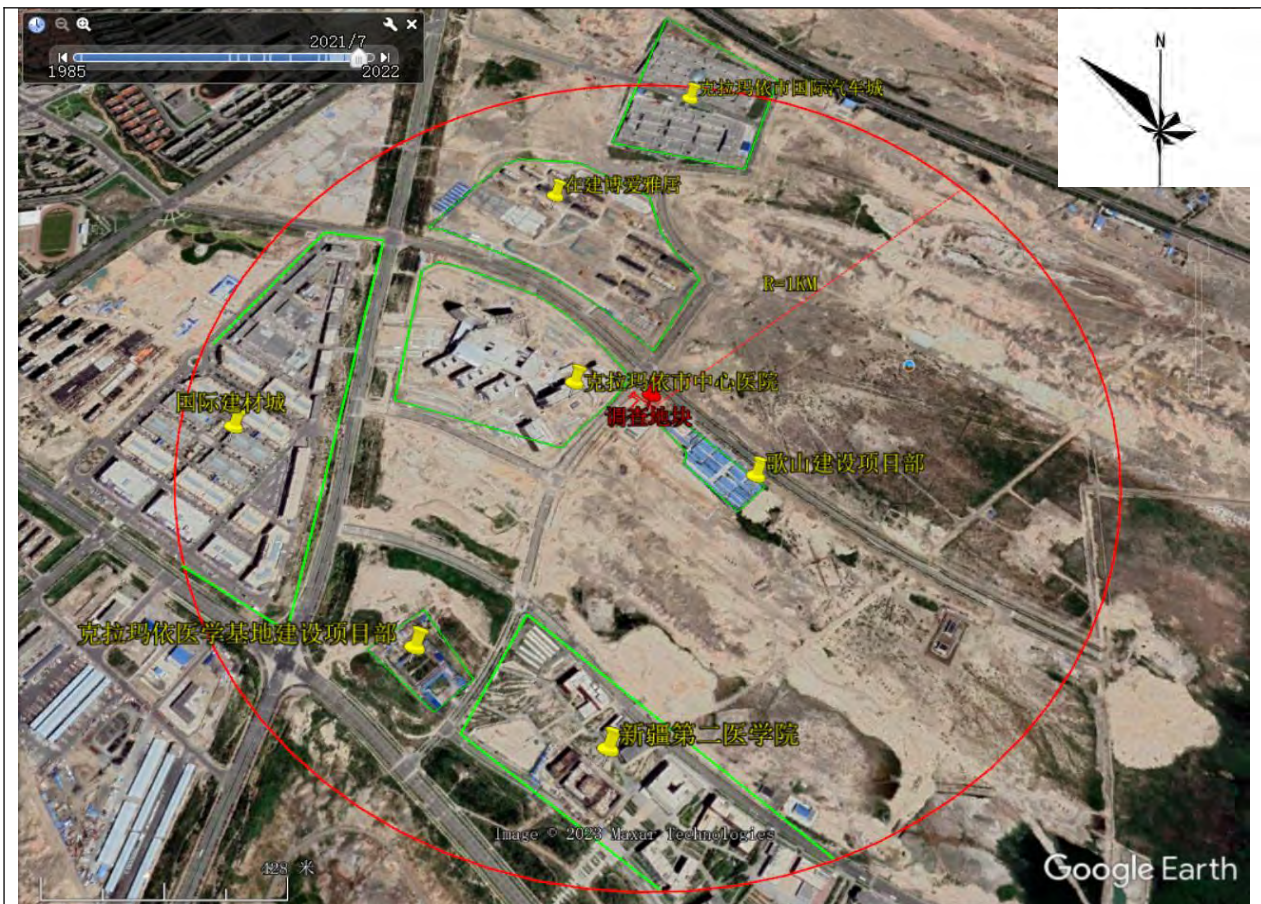 2021/7
1985
2022
N
克拉玛依市国际汽车城
在建博爱雅居
R=1KM
克拉玛依市中心医院
调查地块
国际建材城
歌山建设项目部
克拉玛依医学基地建设项目部
新疆第二医学院
Image © 2023 Maxar Technologies
428 米
Google Earth